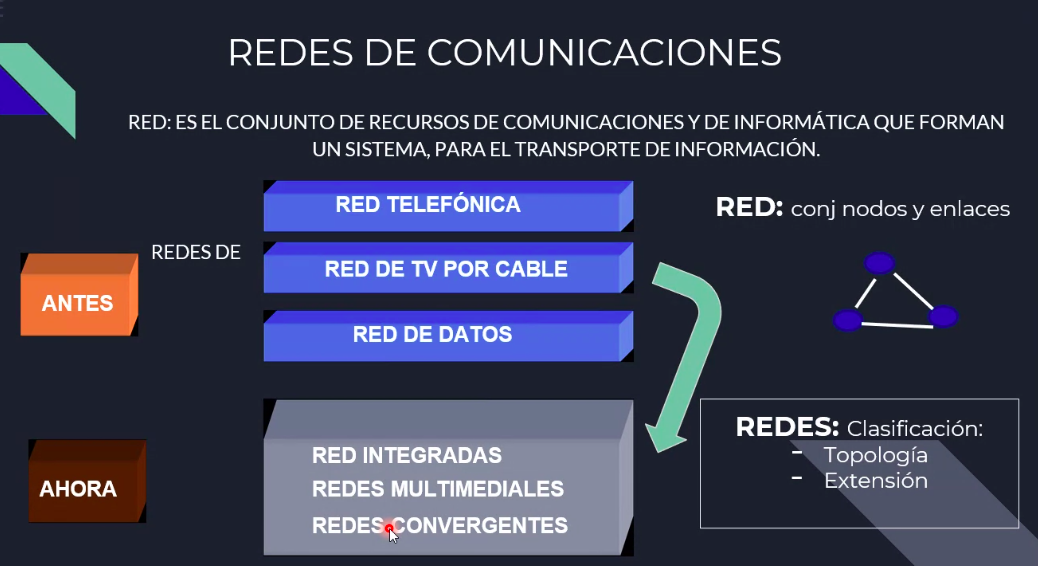 REDES DE COMUNICACIONES
RED: ES EL CONJUNTO DE RECURSOS DE COMUNICACIONES Y DE INFORMÁTICA QUE FORMAN
UN SISTEMA, PARA EL TRANSPORTE DE INFORMACIÓN.
ANTES
REDES DE
RED TELEFÓNICA
RED DE TV POR CABLE
RED DE DATOS
RED: conj nodos y enlaces
AHORA
RED INTEGRADAS
REDES MULTIMEDIALES
REDES CONVERGENTES
REDES: Clasificación:
- Topología
- Extensión